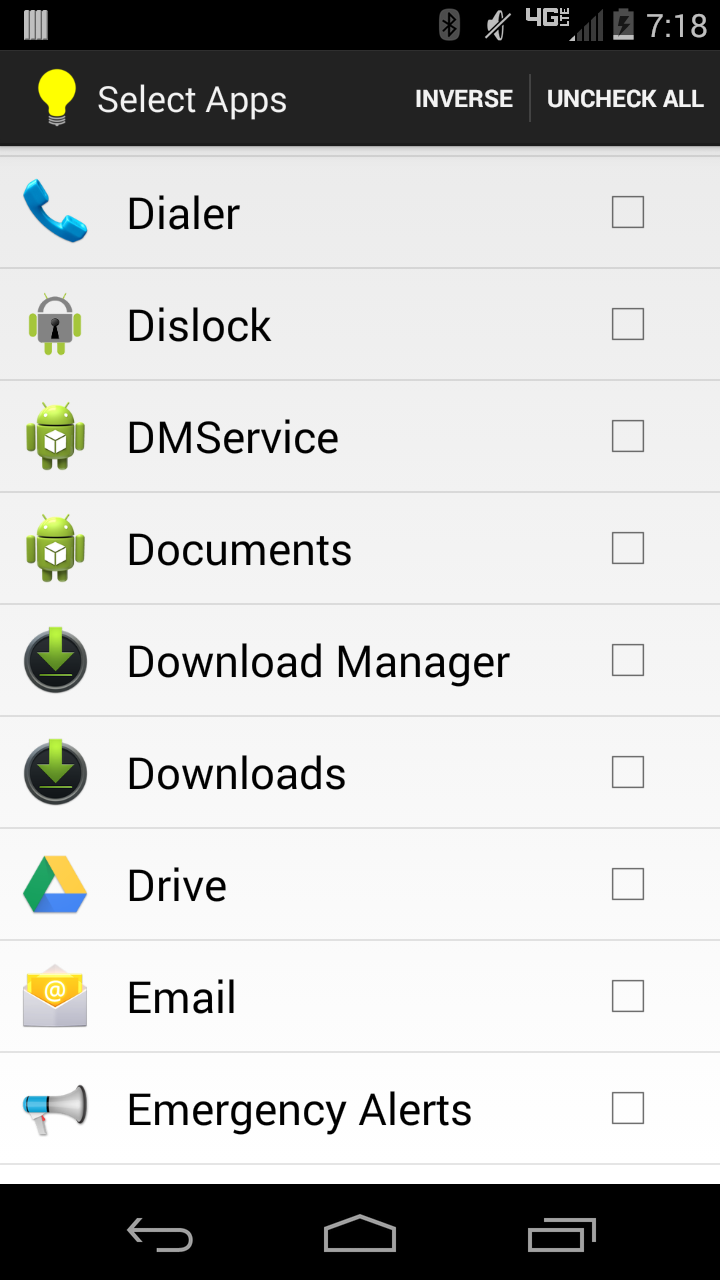 4G LTE 7:18
Select Apps INVERSE UNCHECK ALL
Dialer
Dislock
DMService
Documents
Download Manager
Downloads
Drive
@
Email
Emergency Alerts